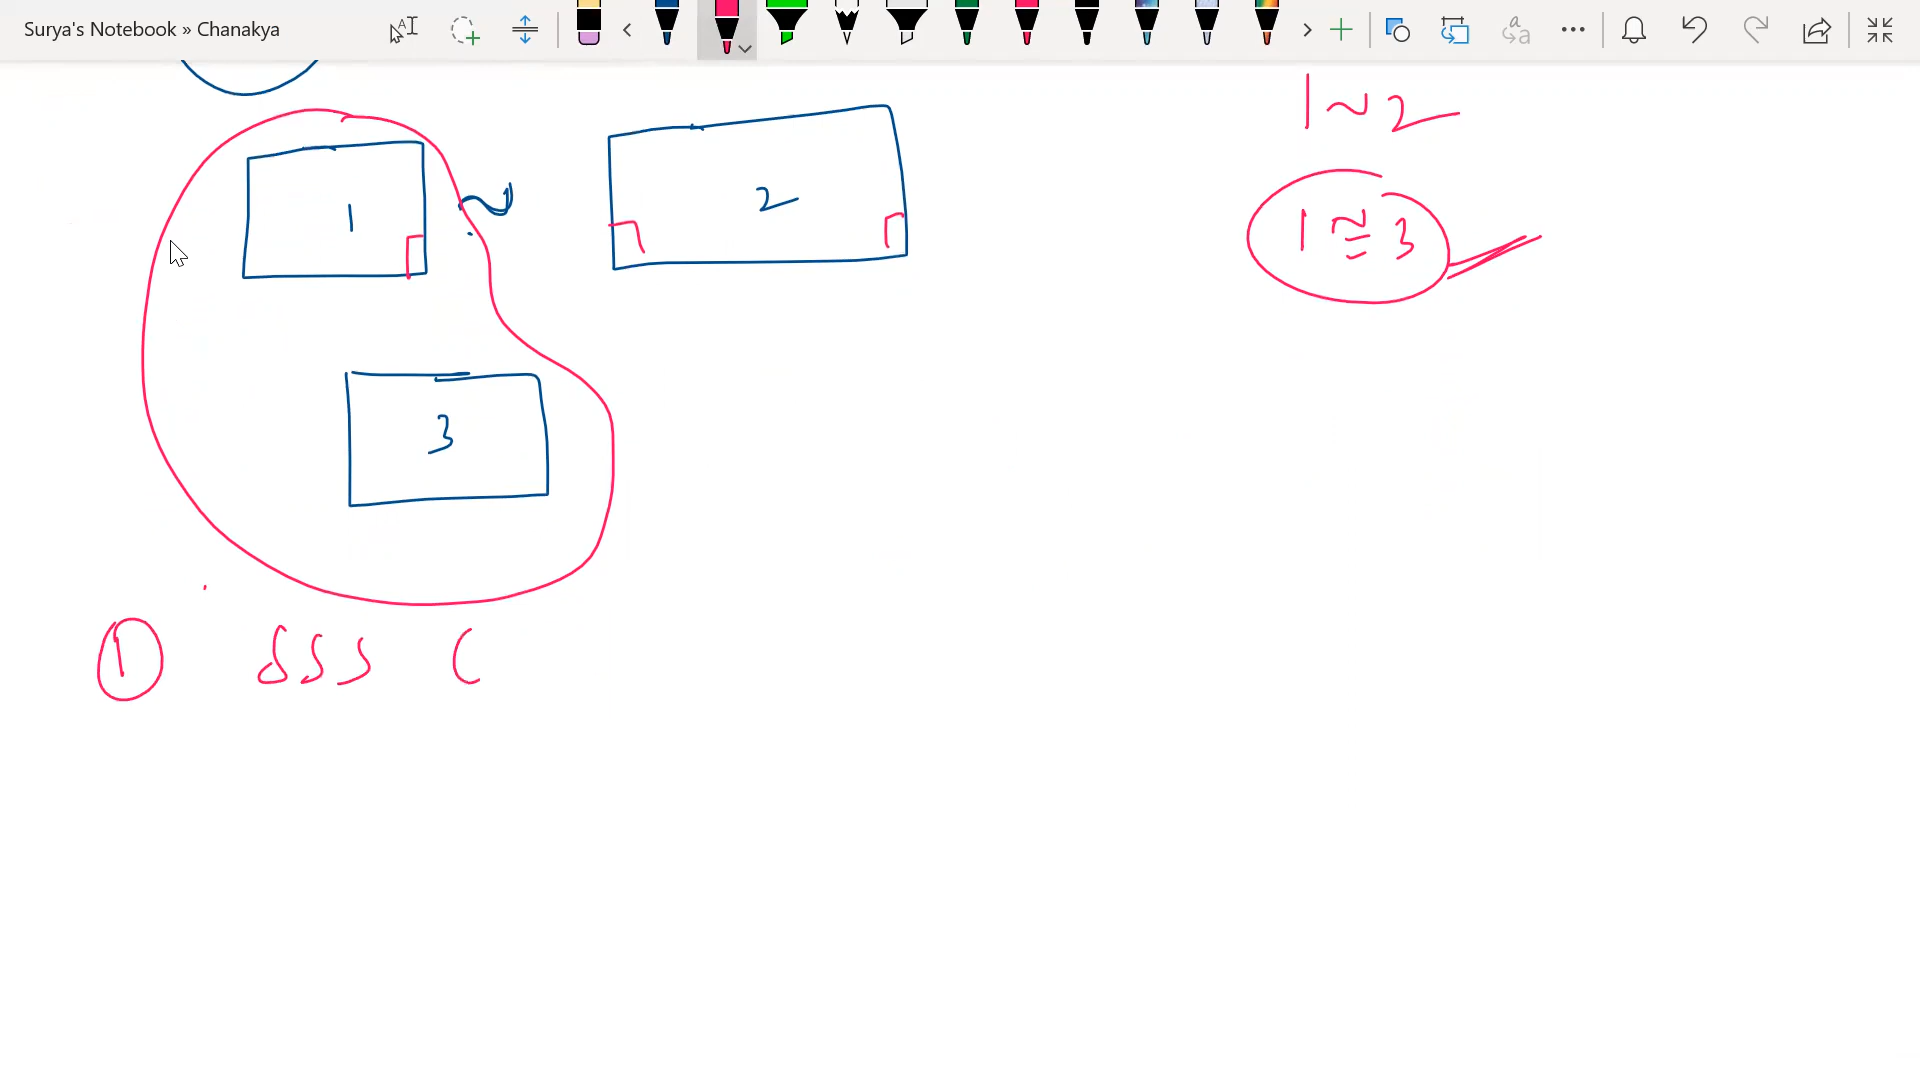 Surya's Notebook » Chanakya
1 ~ 2
1 ~ 2
1 ≅ 3
3
① SSS (